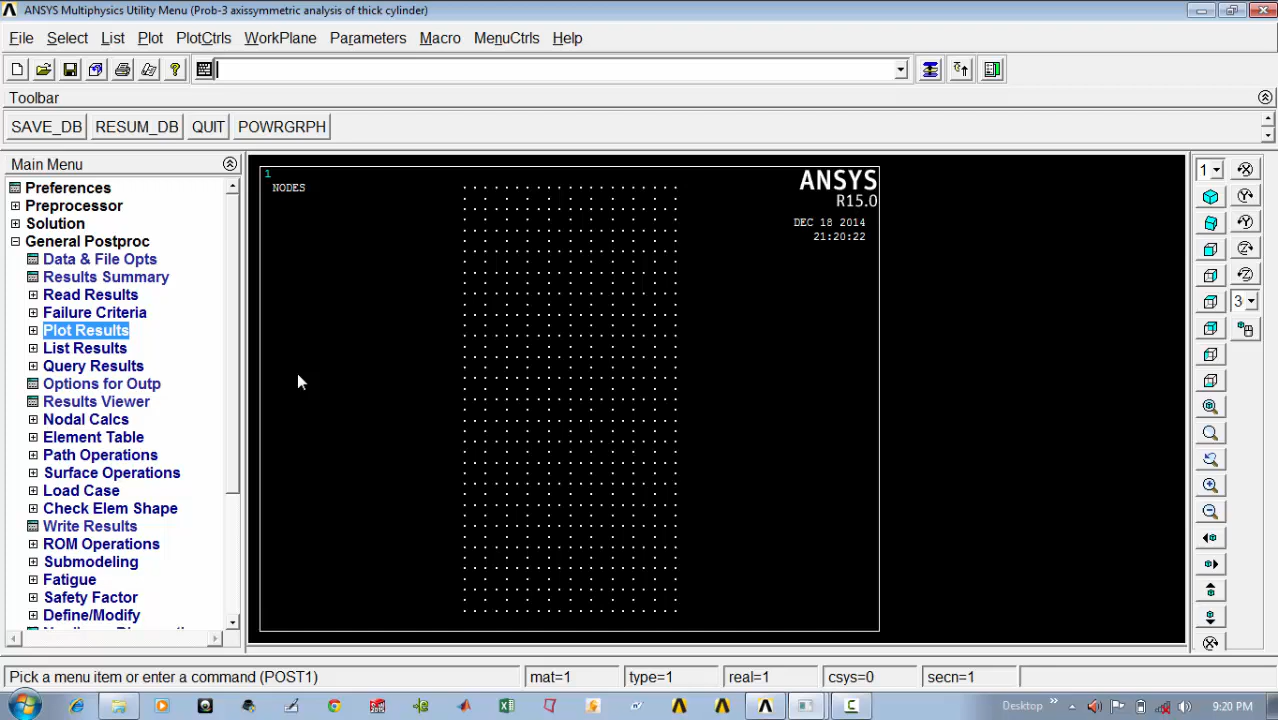 ANSYS Multiphysics Utility Menu (Prob-3 axissymmetric analysis of thick cylinder)
File Select List Plot PlotCtrls WorkPlane Parameters Macro MenuCtrls Help
Toolbar
SAVE_DB RESUM_DB QUIT POWRGRPH
Main Menu
Preferences
Preprocessor
Solution
General Postproc
Data & File Opts
Results Summary
Read Results
Failure Criteria
Plot Results
List Results
Query Results
Options for Outp
Results Viewer
Nodal Calcs
Element Table
Path Operations
Surface Operations
Load Case
Check Elem Shape
Write Results
ROM Operations
Submodeling
Fatigue
Safety Factor
Define/Modify
1
NODES
ANSYS
R15.0
DEC 18 2014
21:20:22
1
3
Pick a menu item or enter a command (POST1) mat=1 type=1 real=1 csys=0 secn=1
Desktop 9:20 PM